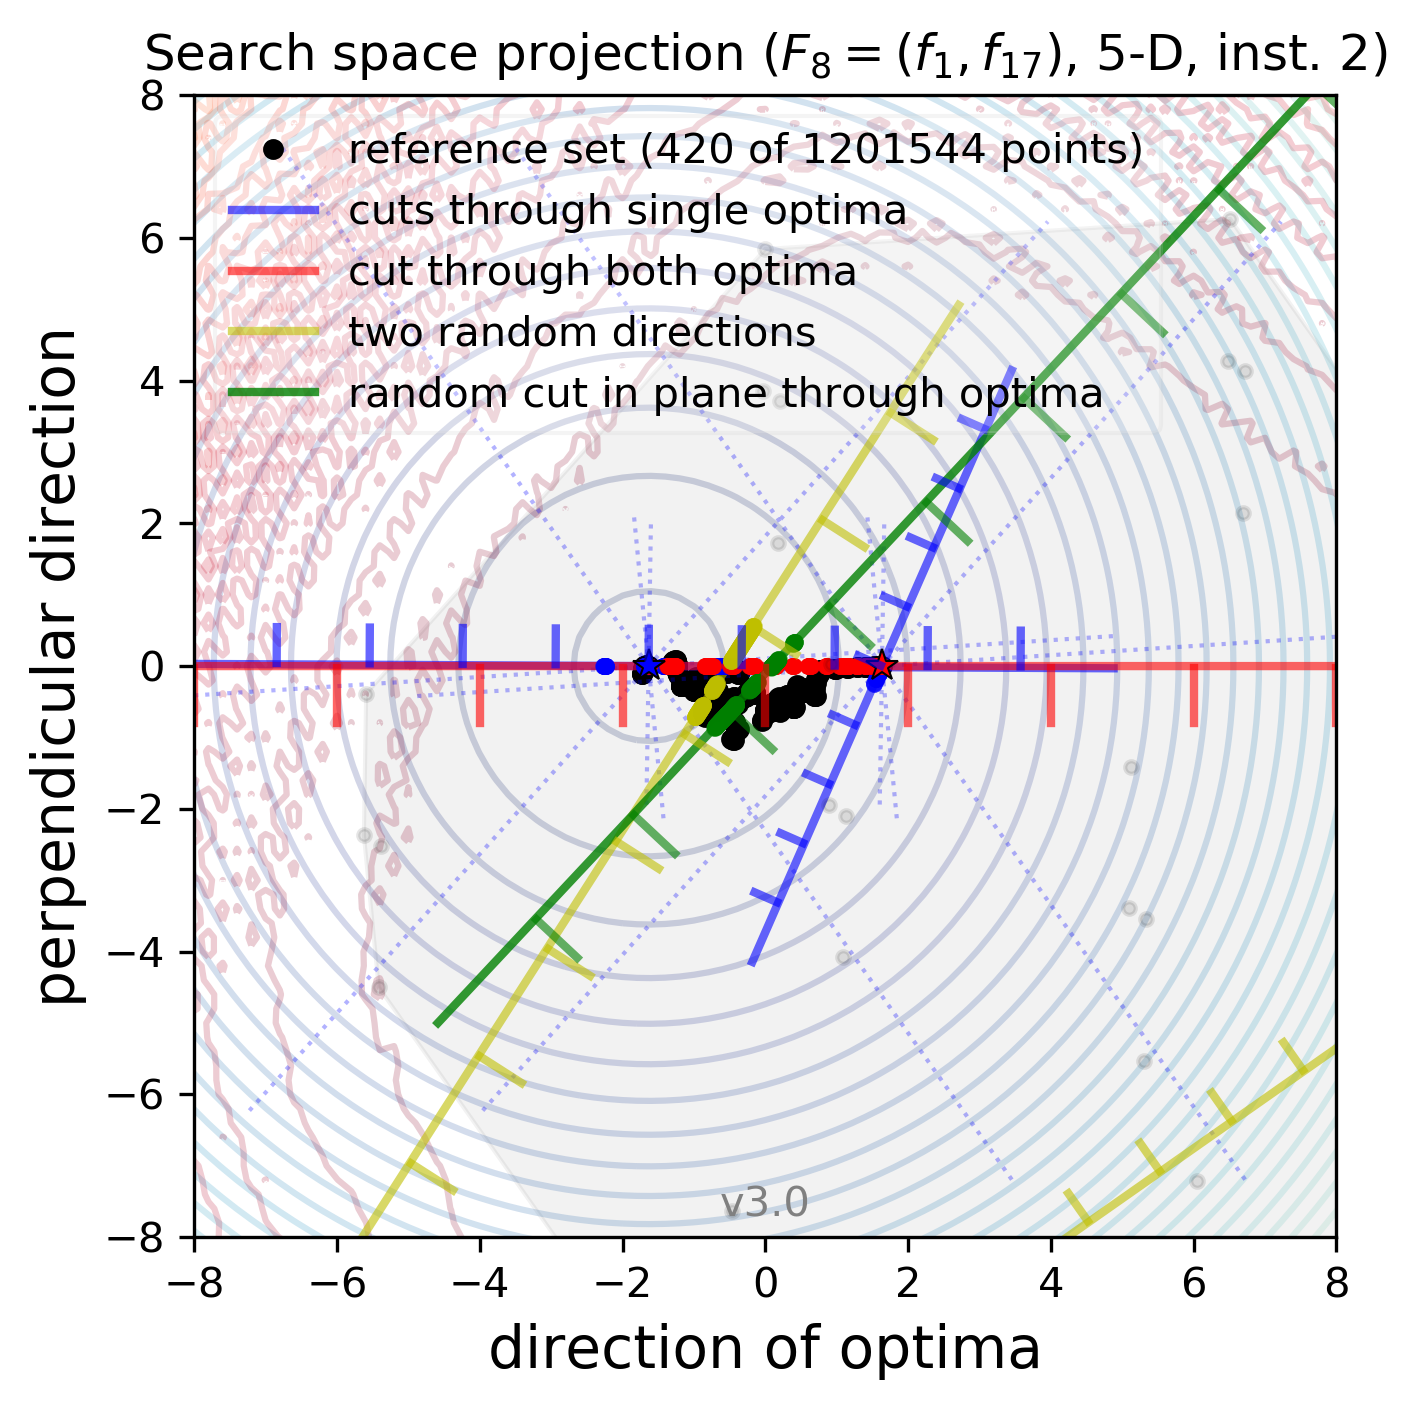 Search space projection (F₈ = (f₁, f₁₇), 5-D, inst. 2)
reference set (420 of 1201544 points)
cuts through single optima
cut through both optima
two random directions
random cut in plane through optima
perpendicular direction
8
6
4
2
0
−2
−4
−6
−8
v3.0
−8 −6 −4 −2 0 2 4 6 8
direction of optima